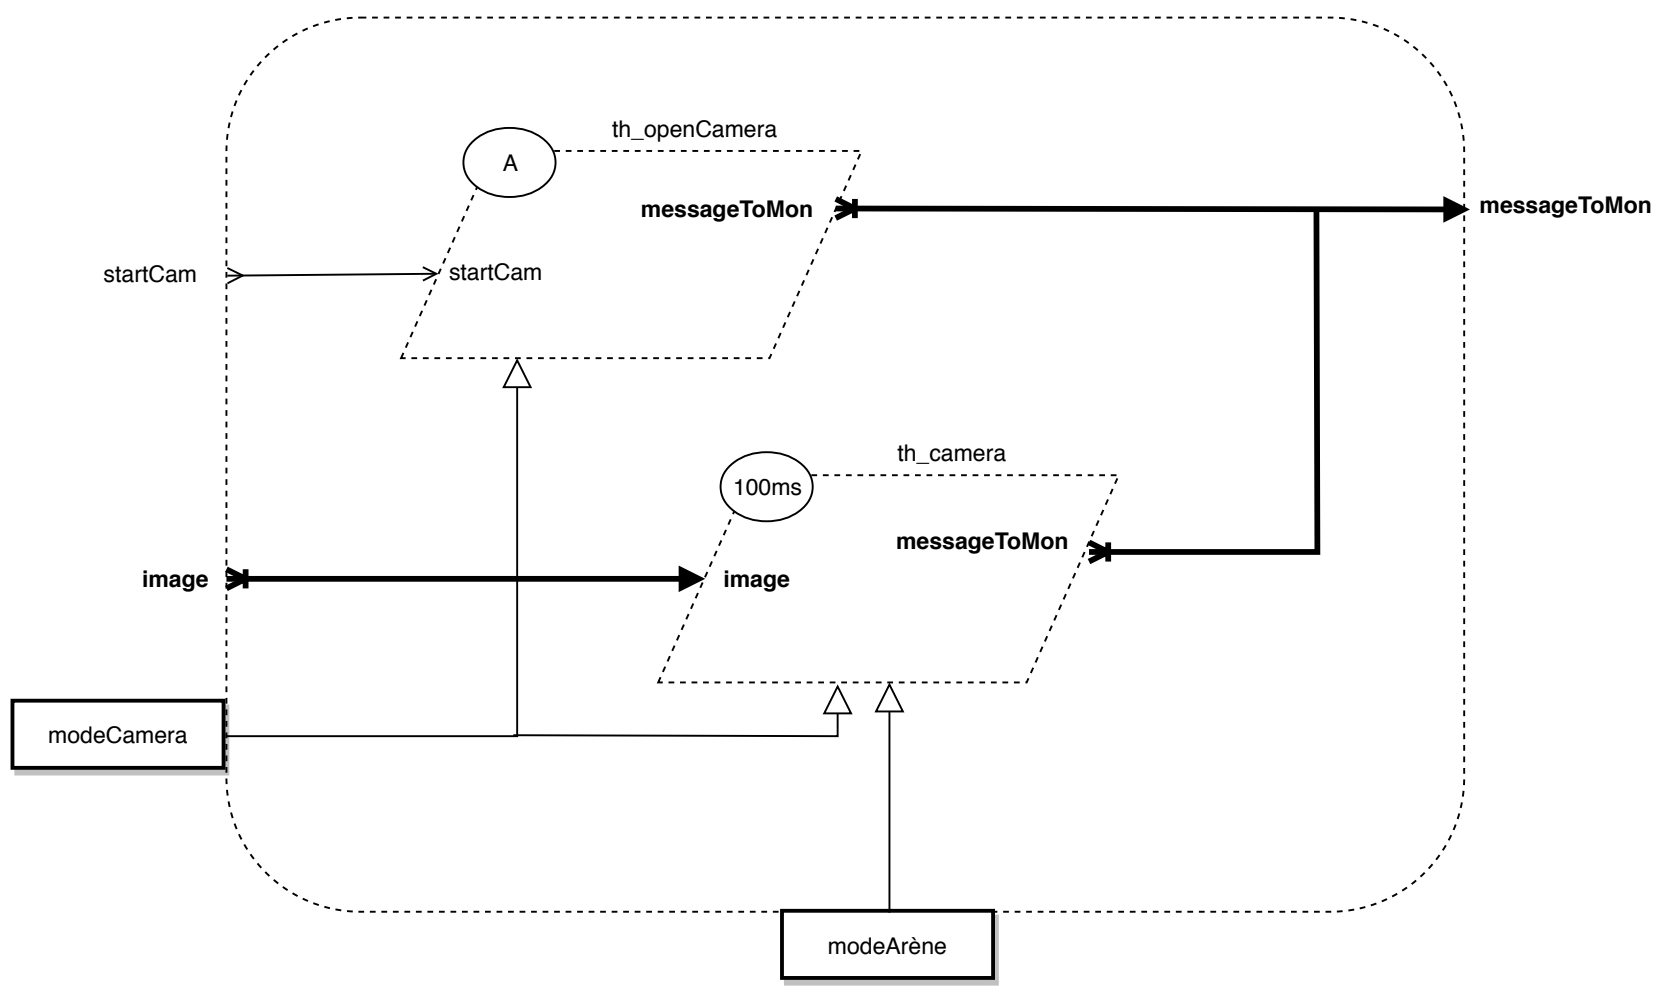 th_openCamera
A
messageToMon
messageToMon
startCam
startCam
th_camera
100ms
messageToMon
image
image
modeCamera
modeArène